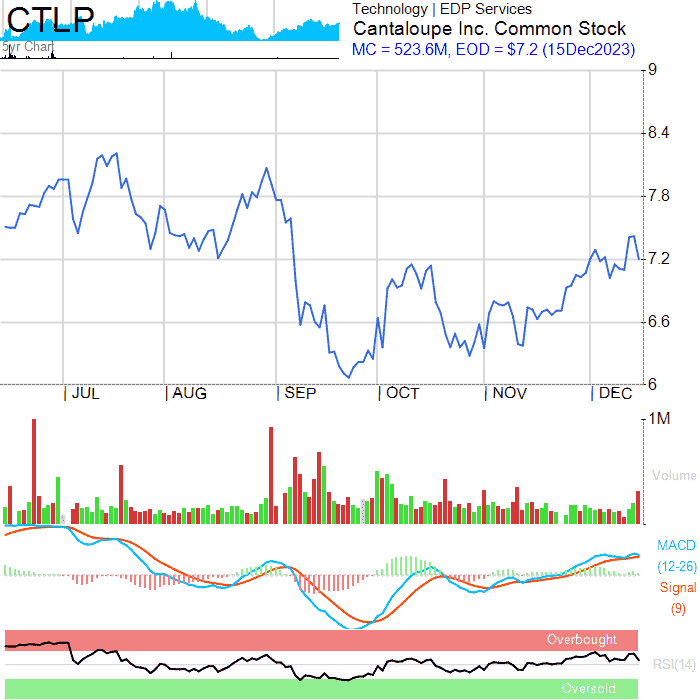 CTLP
Technology | EDP Services
Cantaloupe Inc. Common Stock
MC = 523.6M, EOD = $7.2 (15Dec2023)
5yr Chart
9
8.4
7.8
7.2
6.6
6
JUL AUG SEP OCT NOV DEC
1M
Volume
MACD
(12-26)
Signal
(9)
Overbought
RSI(14)
Oversold